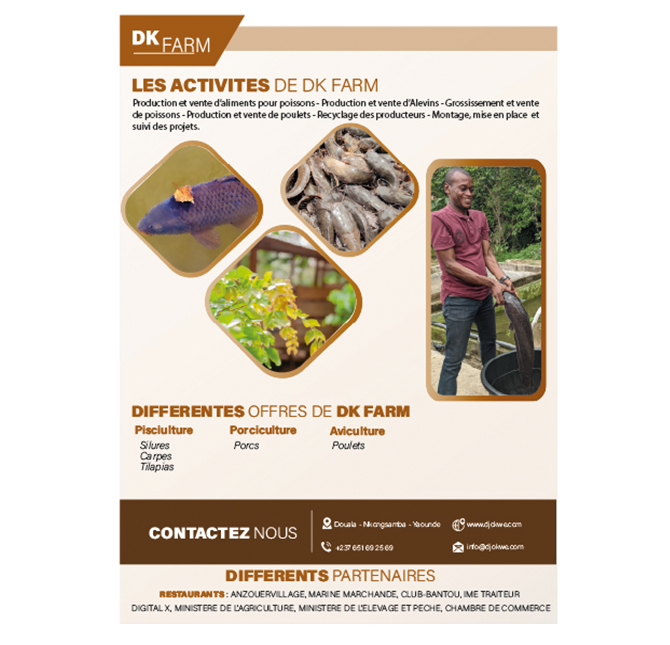 DK FARM
LES ACTIVITES DE DK FARM
Production et vente d'aliments pour poissons - Production et vente d'Alevins - Grossissement et vente
de poissons - Production et vente de poulets - Recyclage des producteurs - Montage, mise en place et
suivi des projets.
DIFFERENTES OFFRES DE DK FARM
Pisciulture Porciculture Aviculture
Silures Porcs Poulets
Carpes
Tilapias
CONTACTEZ NOUS
Douala - Nkongsamba - Yaounde www.djokwe.com
+237 651 69 25 69 info@djokwe.com
DIFFERENTS PARTENAIRES
RESTAURANTS : ANZOUERVILLAGE, MARINE MARCHANDE, CLUB-BANTOU, IME TRAITEUR
DIGITAL X, MINISTERE DE L'AGRICULTURE, MINISTERE DE L'ELEVAGE ET PECHE, CHAMBRE DE COMMERCE